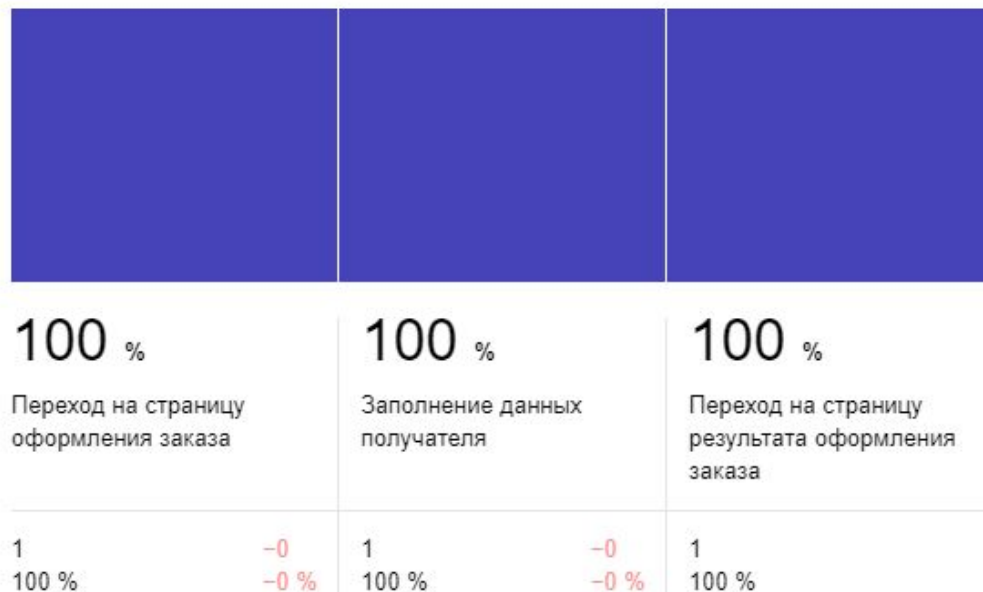 100 %
Переход на страницу
оформления заказа
1 −0
100 % −0 %
100 %
Заполнение данных
получателя
1 −0
100 % −0 %
100 %
Переход на страницу
результата оформления
заказа
1
100 %